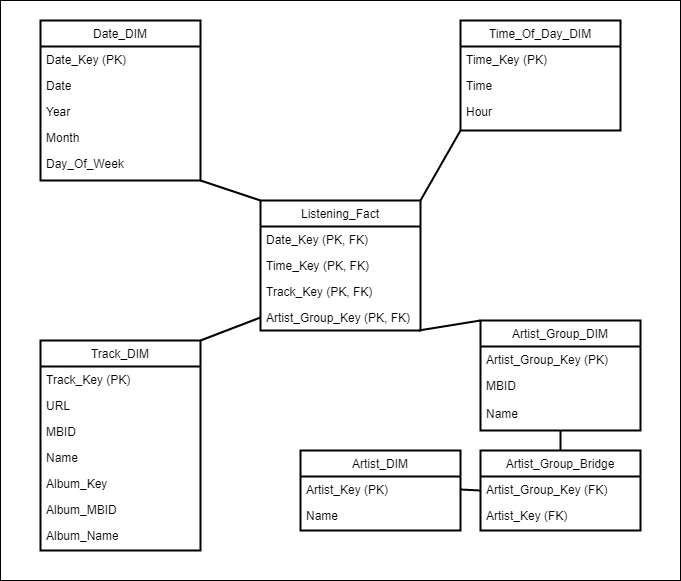 Date_DIM
Date_Key (PK)
Date
Year
Month
Day_Of_Week
Time_Of_Day_DIM
Time_Key (PK)
Time
Hour
Listening_Fact
Date_Key (PK, FK)
Time_Key (PK, FK)
Track_Key (PK, FK)
Artist_Group_Key (PK, FK)
Track_DIM
Track_Key (PK)
URL
MBID
Name
Album_Key
Album_MBID
Album_Name
Artist_Group_DIM
Artist_Group_Key (PK)
MBID
Name
Artist_DIM
Artist_Key (PK)
Name
Artist_Group_Bridge
Artist_Group_Key (FK)
Artist_Key (FK)